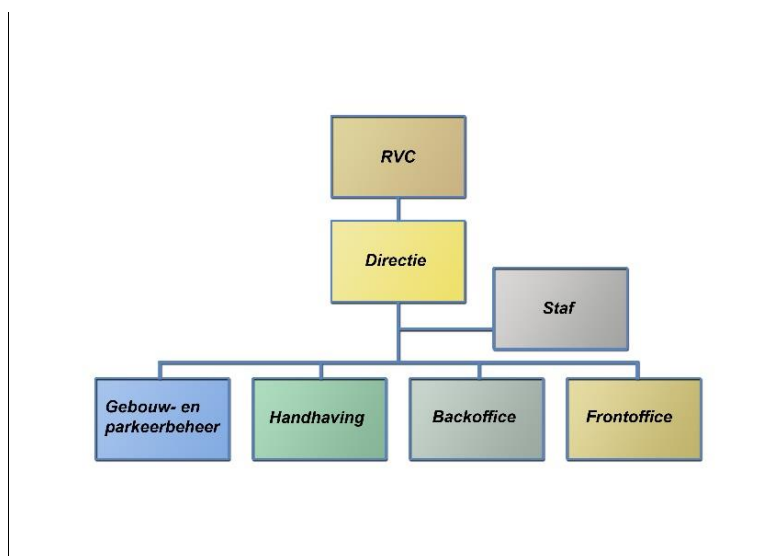 RVC
Directie
Staf
Gebouw- en
parkeerbeheer
Handhaving
Backoffice
Frontoffice